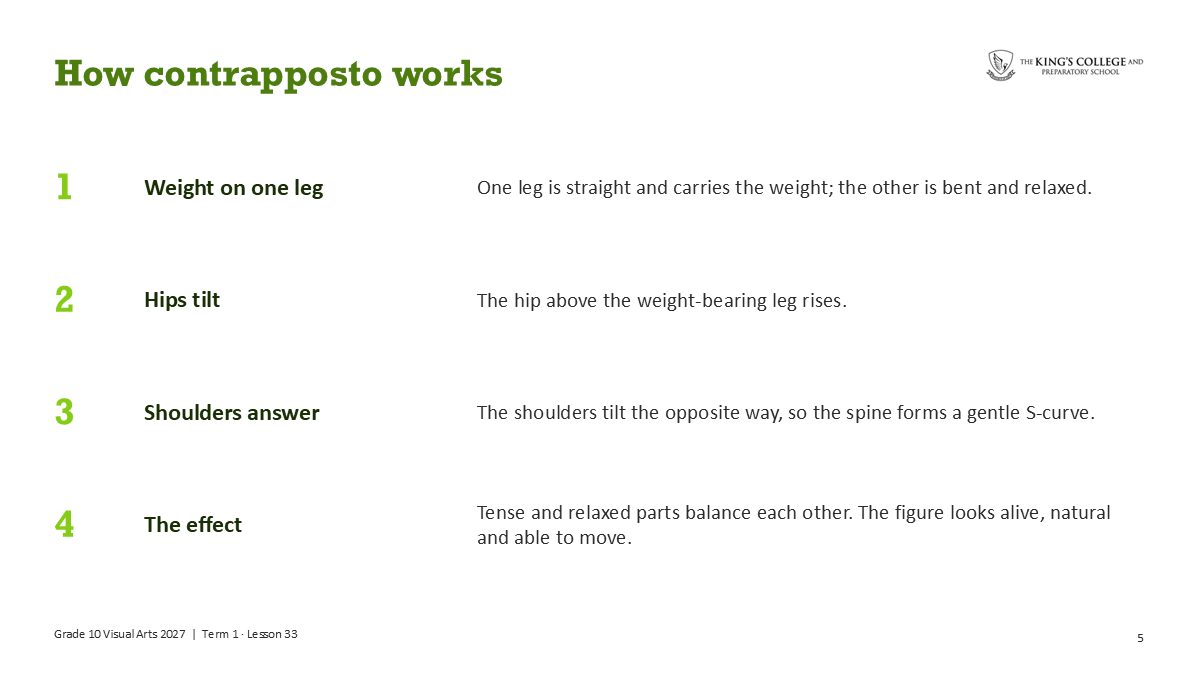 How contrapposto works
THE KING'S COLLEGE AND
PREPARATORY SCHOOL
1
Weight on one leg
One leg is straight and carries the weight; the other is bent and relaxed.
2
Hips tilt
The hip above the weight-bearing leg rises.
3
Shoulders answer
The shoulders tilt the opposite way, so the spine forms a gentle S-curve.
4
The effect
Tense and relaxed parts balance each other. The figure looks alive, natural
and able to move.
Grade 10 Visual Arts 2027 | Term 1 · Lesson 33
5